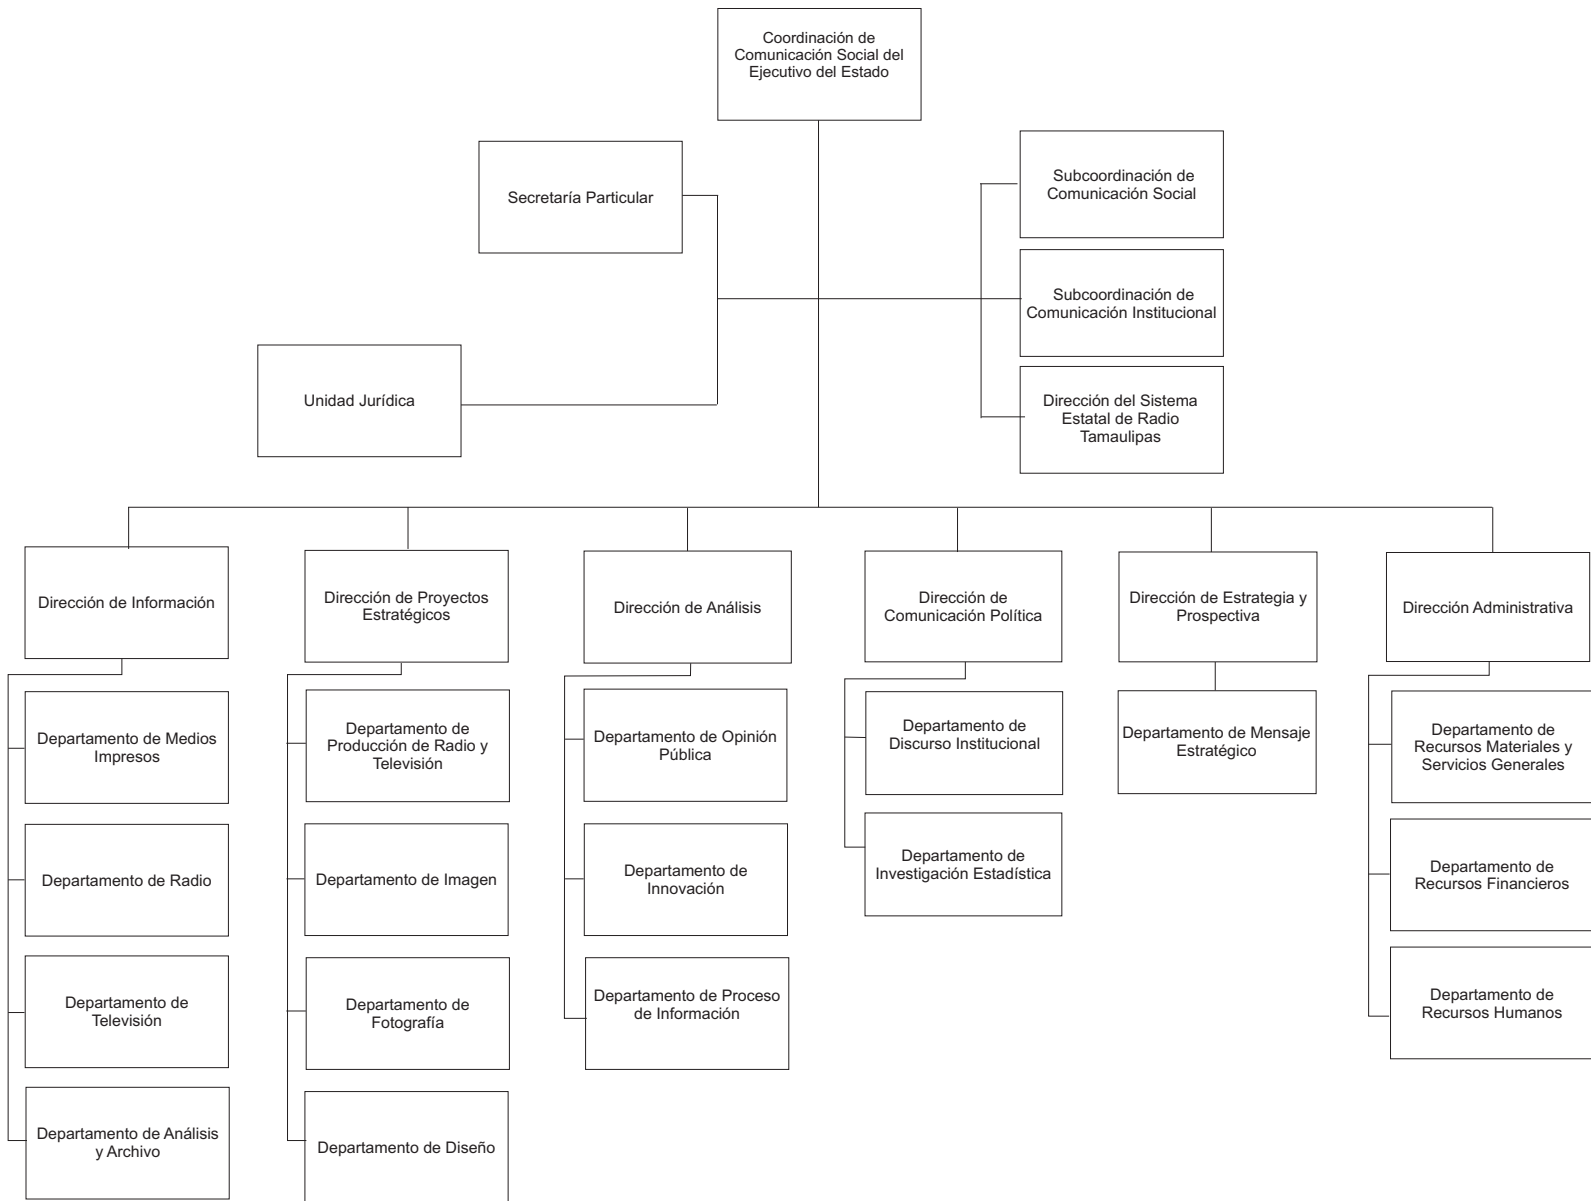 Coordinación de
Comunicación Social del
Ejecutivo del Estado
Secretaría Particular
Subcoordinación de
Comunicación Social
Subcoordinación de
Comunicación Institucional
Unidad Jurídica
Dirección del Sistema
Estatal de Radio
Tamaulipas
Dirección de Información
Dirección de Proyectos
Estratégicos
Dirección de Análisis
Dirección de
Comunicación Política
Dirección de Estrategia y
Prospectiva
Dirección Administrativa
Departamento de Medios
Impresos
Departamento de
Producción de Radio y
Televisión
Departamento de Opinión
Pública
Departamento de
Discurso Institucional
Departamento de Mensaje
Estratégico
Departamento de
Recursos Materiales y
Servicios Generales
Departamento de Radio
Departamento de Imagen
Departamento de
Innovación
Departamento de
Investigación Estadística
Departamento de
Recursos Financieros
Departamento de
Televisión
Departamento de
Fotografía
Departamento de Proceso
de Información
Departamento de
Recursos Humanos
Departamento de Análisis
y Archivo
Departamento de Diseño